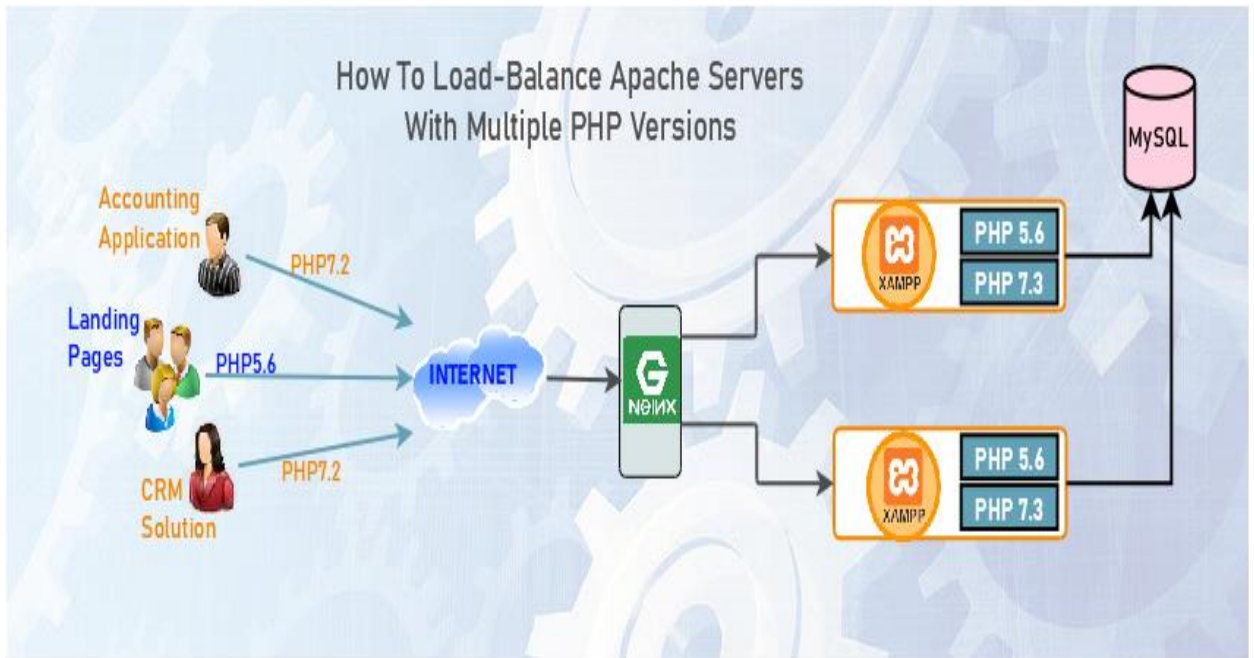 How To Load-Balance Apache Servers
With Multiple PHP Versions
MySQL
Accounting
Application
PHP7.2
Landing
Pages
PHP5.6
CRM
Solution
PHP7.2
INTERNET
G
NGINX
XAMPP
PHP 5.6
PHP 7.3
XAMPP
PHP 5.6
PHP 7.3